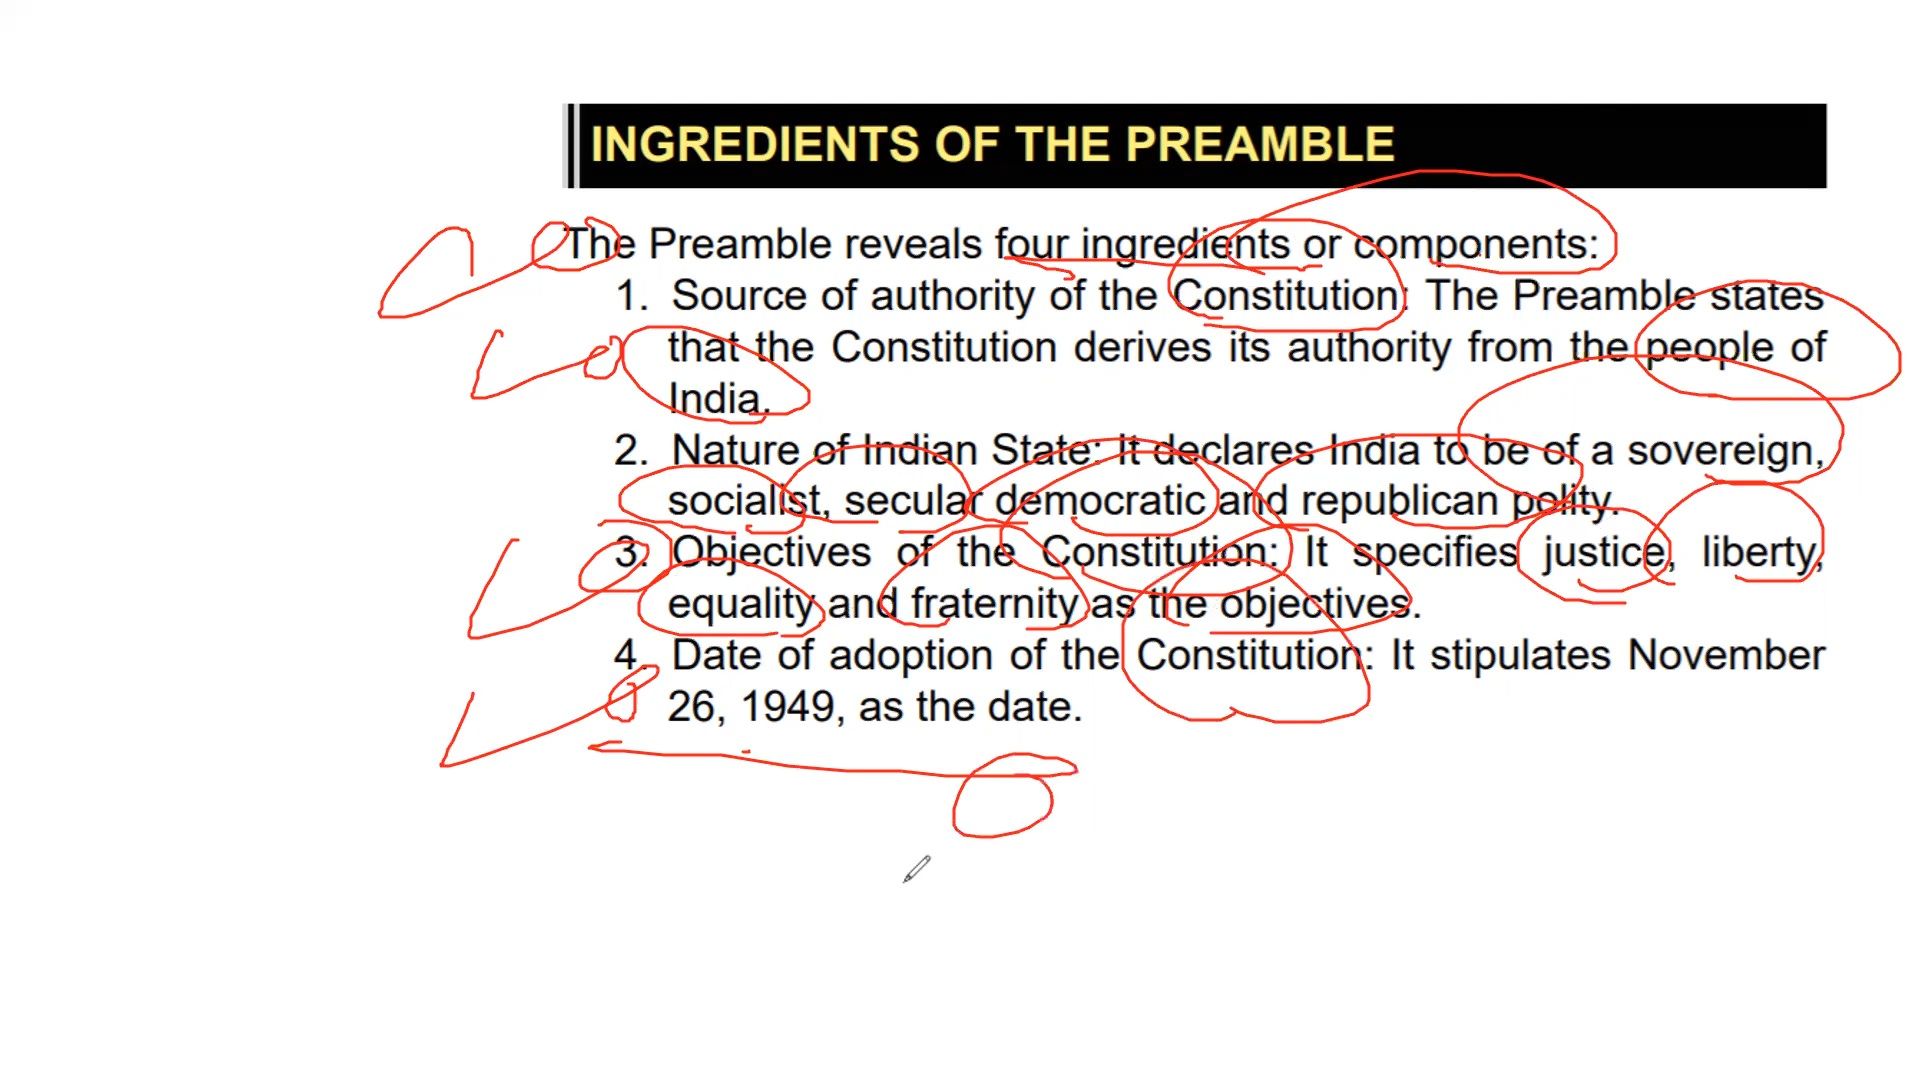 INGREDIENTS OF THE PREAMBLE
The Preamble reveals four ingredients or components:
1. Source of authority of the Constitution: The Preamble states
that the Constitution derives its authority from the people of
India.
2. Nature of Indian State: It declares India to be of a sovereign,
socialist, secular democratic and republican polity.
3. Objectives of the Constitution: It specifies justice, liberty,
equality and fraternity as the objectives.
4. Date of adoption of the Constitution: It stipulates November
26, 1949, as the date.